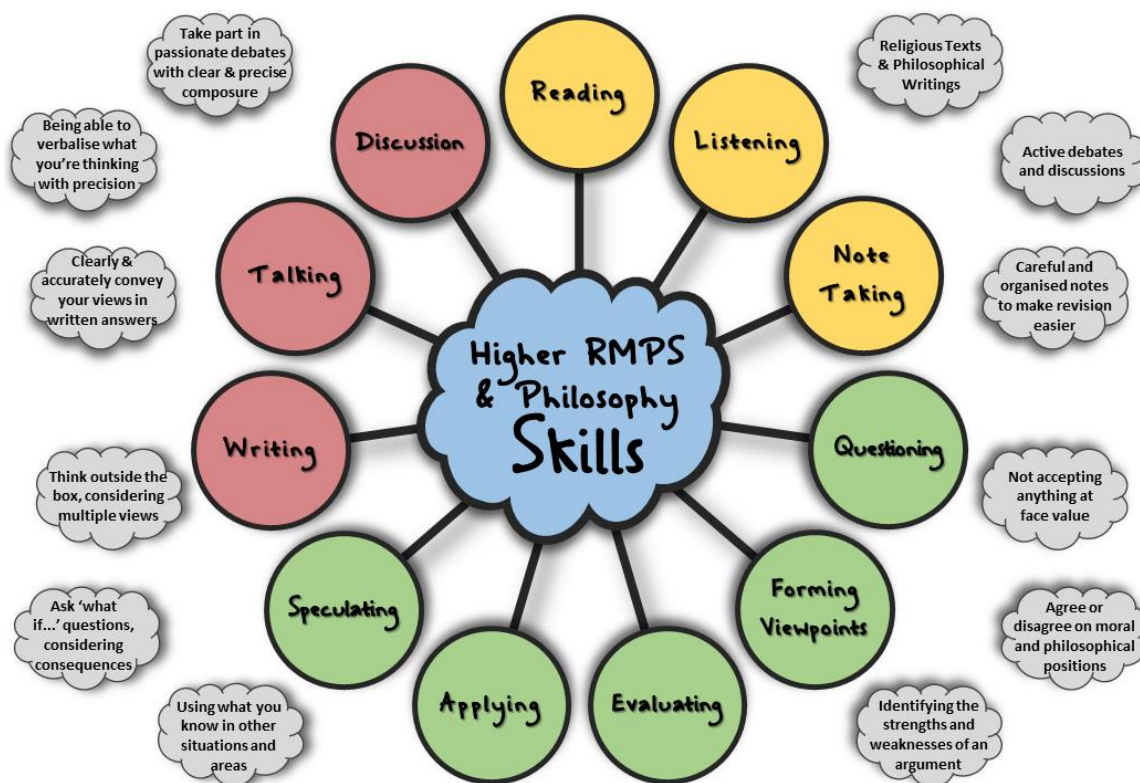 Take part in
passionate debates
with clear & precise
composure
Reading
Religious Texts
& Philosophical
Writings
Being able to
verbalise what
you're thinking
with precision
Discussion
Listening
Active debates
and discussions
Clearly &
accurately convey
your views in
written answers
Talking
Note
Taking
Careful and
organised notes
to make revision
easier
Higher RMPS
& Philosophy
Skills
Writing
Questioning
Think outside the
box, considering
multiple views
Not accepting
anything at
face value
Ask ‘what
if...’ questions,
considering
consequences
Speculating
Forming
Viewpoints
Agree or
disagree on moral
and philosophical
positions
Using what you
know in other
situations and
areas
Applying
Evaluating
Identifying the
strengths and
weaknesses of an
argument